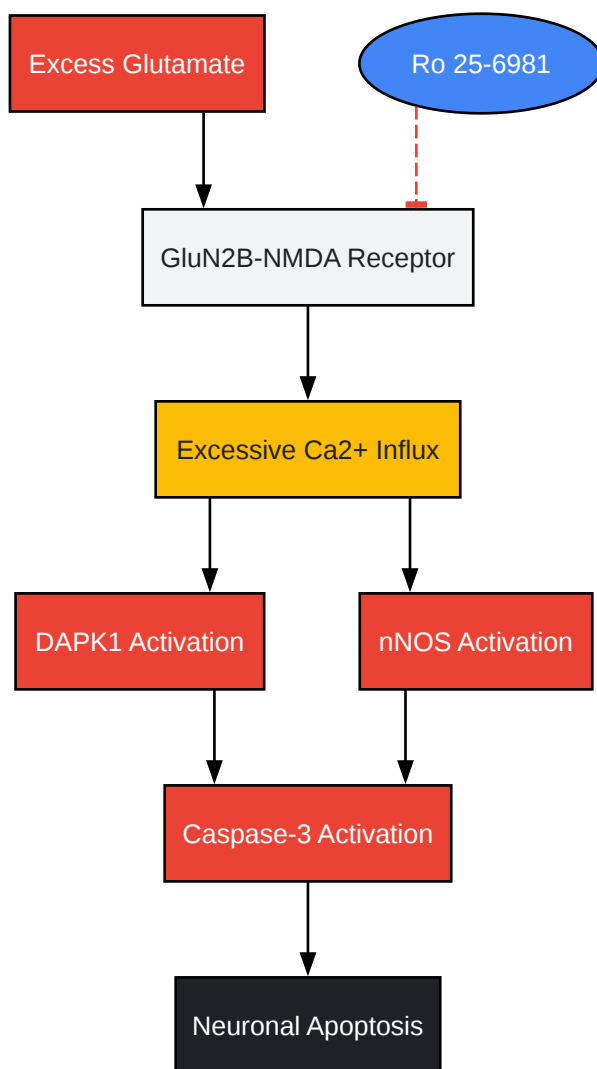 Excess Glutamate
Ro 25-6981
GluN2B-NMDA Receptor
Excessive Ca2+ Influx
DAPK1 Activation
nNOS Activation
Caspase-3 Activation
Neuronal Apoptosis